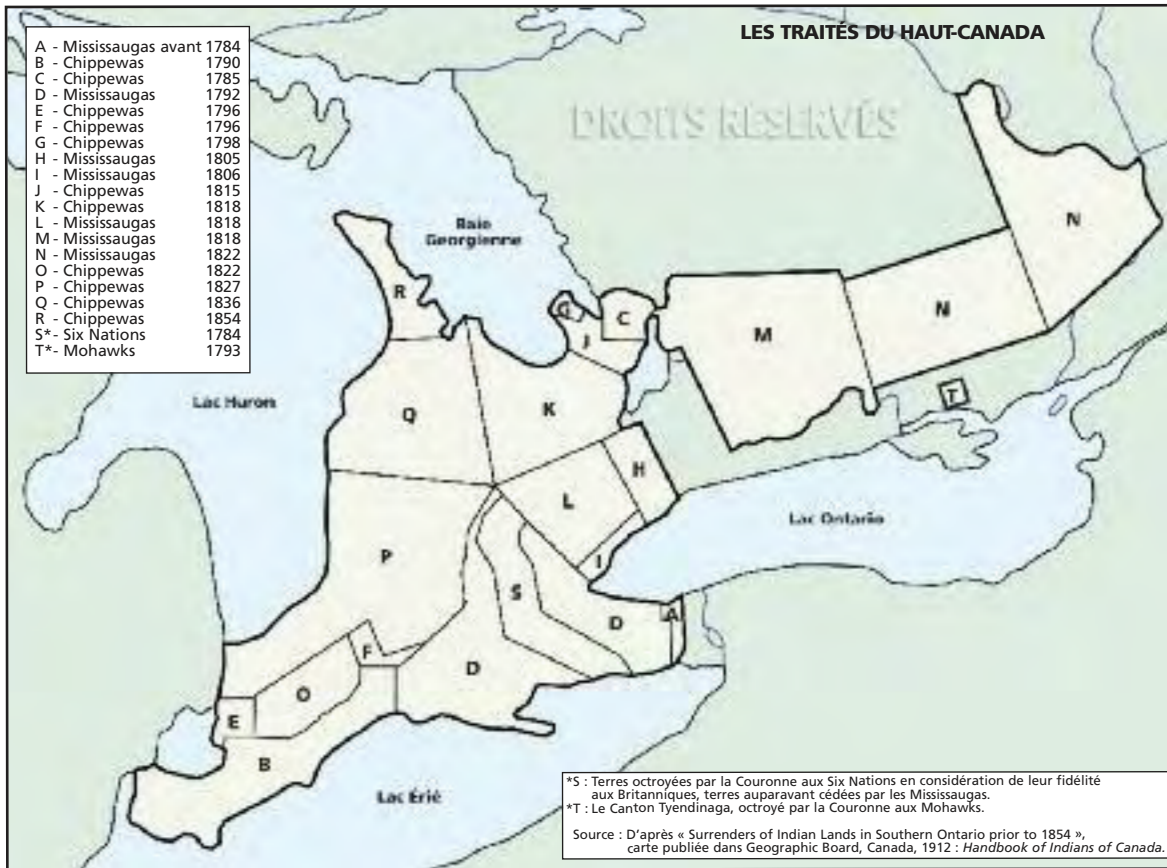 LES TRAITÉS DU HAUT-CANADA
A - Mississaugas avant 1784
B - Chippewas 1790
C - Chippewas 1785
D - Mississaugas 1792
E - Chippewas 1796
F - Chippewas 1796
G - Chippewas 1798
H - Mississaugas 1805
I - Mississaugas 1806
J - Chippewas 1815
K - Chippewas 1818
L - Mississaugas 1818
M - Mississaugas 1818
N - Mississaugas 1822
O - Chippewas 1822
P - Chippewas 1827
Q - Chippewas 1836
R - Chippewas 1854
S*- Six Nations 1784
T*- Mohawks 1793
DROITS RESERVÉS
Baie
Georgienne
N
R
G
C
J
M
N
T
Lac Huron
Q
K
H
L
Lac Ontario
P
I
S
A
D
F
D
O
E
B
Lac Érié
*S : Terres octroyées par la Couronne aux Six Nations en considération de leur fidélité
aux Britanniques, terres auparavant cédées par les Mississaugas.
*T : Le Canton Tyendinaga, octroyé par la Couronne aux Mohawks.
Source : D'après « Surrenders of Indian Lands in Southern Ontario prior to 1854 »,
carte publiée dans Geographic Board, Canada, 1912 : Handbook of Indians of Canada.